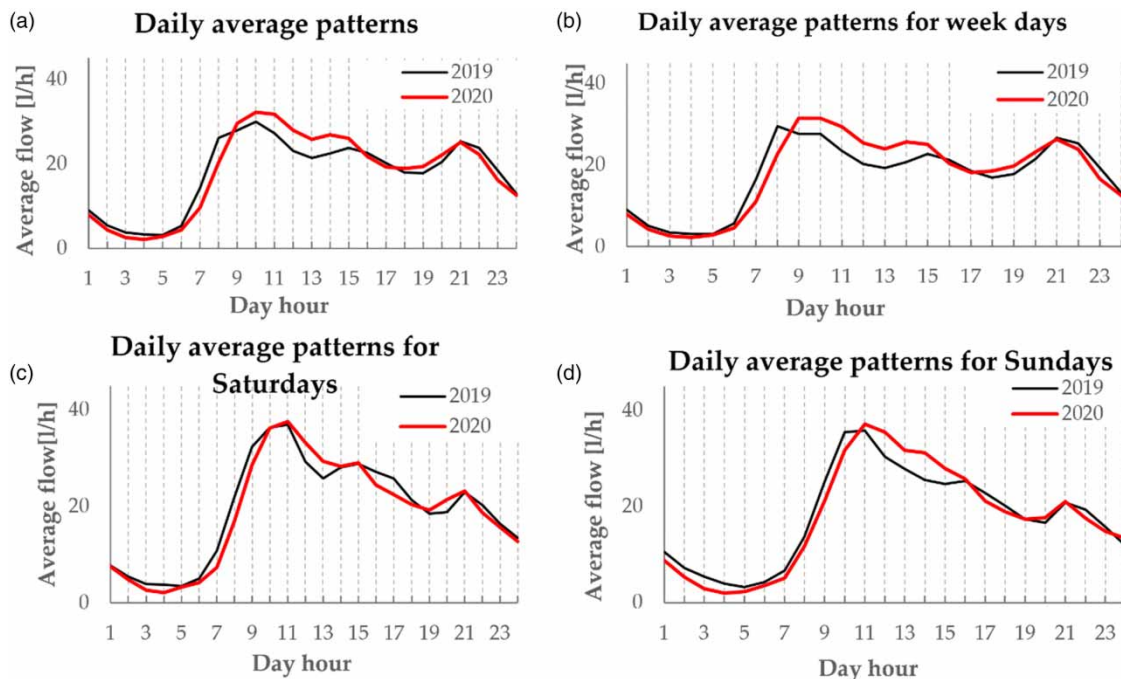 (a)
Daily average patterns
Average flow [l/h]
40
20
0
2019
2020
1 3 5 7 9 11 13 15 17 19 21 23
Day hour
(b)
Daily average patterns for week days
Average flow [l/h]
40
20
0
2019
2020
1 3 5 7 9 11 13 15 17 19 21 23
Day hour
(c)
Daily average patterns for
Saturdays
Average flow[l/h]
40
20
0
2019
2020
1 3 5 7 9 11 13 15 17 19 21 23
Day hour
(d)
Daily average patterns for Sundays
Average flow [l/h]
40
20
0
2019
2020
1 3 5 7 9 11 13 15 17 19 21 23
Day hour